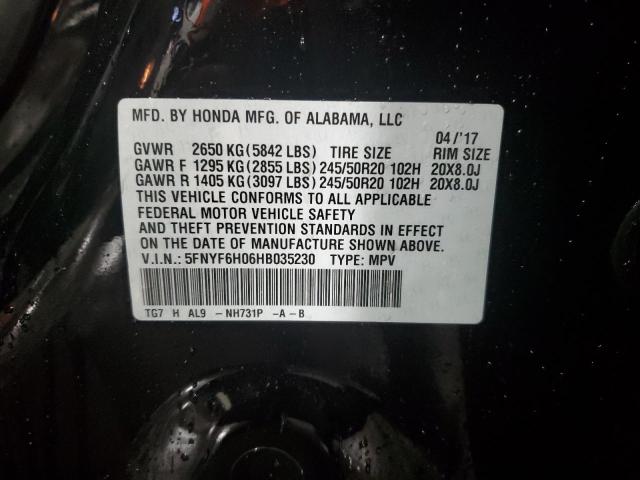 MFD. BY HONDA MFG. OF ALABAMA, LLC
04/'17
GVWR 2650 KG (5842 LBS) TIRE SIZE RIM SIZE
GAWR F 1295 KG (2855 LBS) 245/50R20 102H 20X8.0J
GAWR R 1405 KG (3097 LBS) 245/50R20 102H 20X8.0J
THIS VEHICLE CONFORMS TO ALL APPLICABLE
FEDERAL MOTOR VEHICLE SAFETY
AND THEFT PREVENTION STANDARDS IN EFFECT
ON THE DATE OF MANUFACTURE SHOWN ABOVE.
V.I.N.: 5FNYF6H06HB035230 TYPE: MPV
TG7 H AL9 - NH731P -A-B